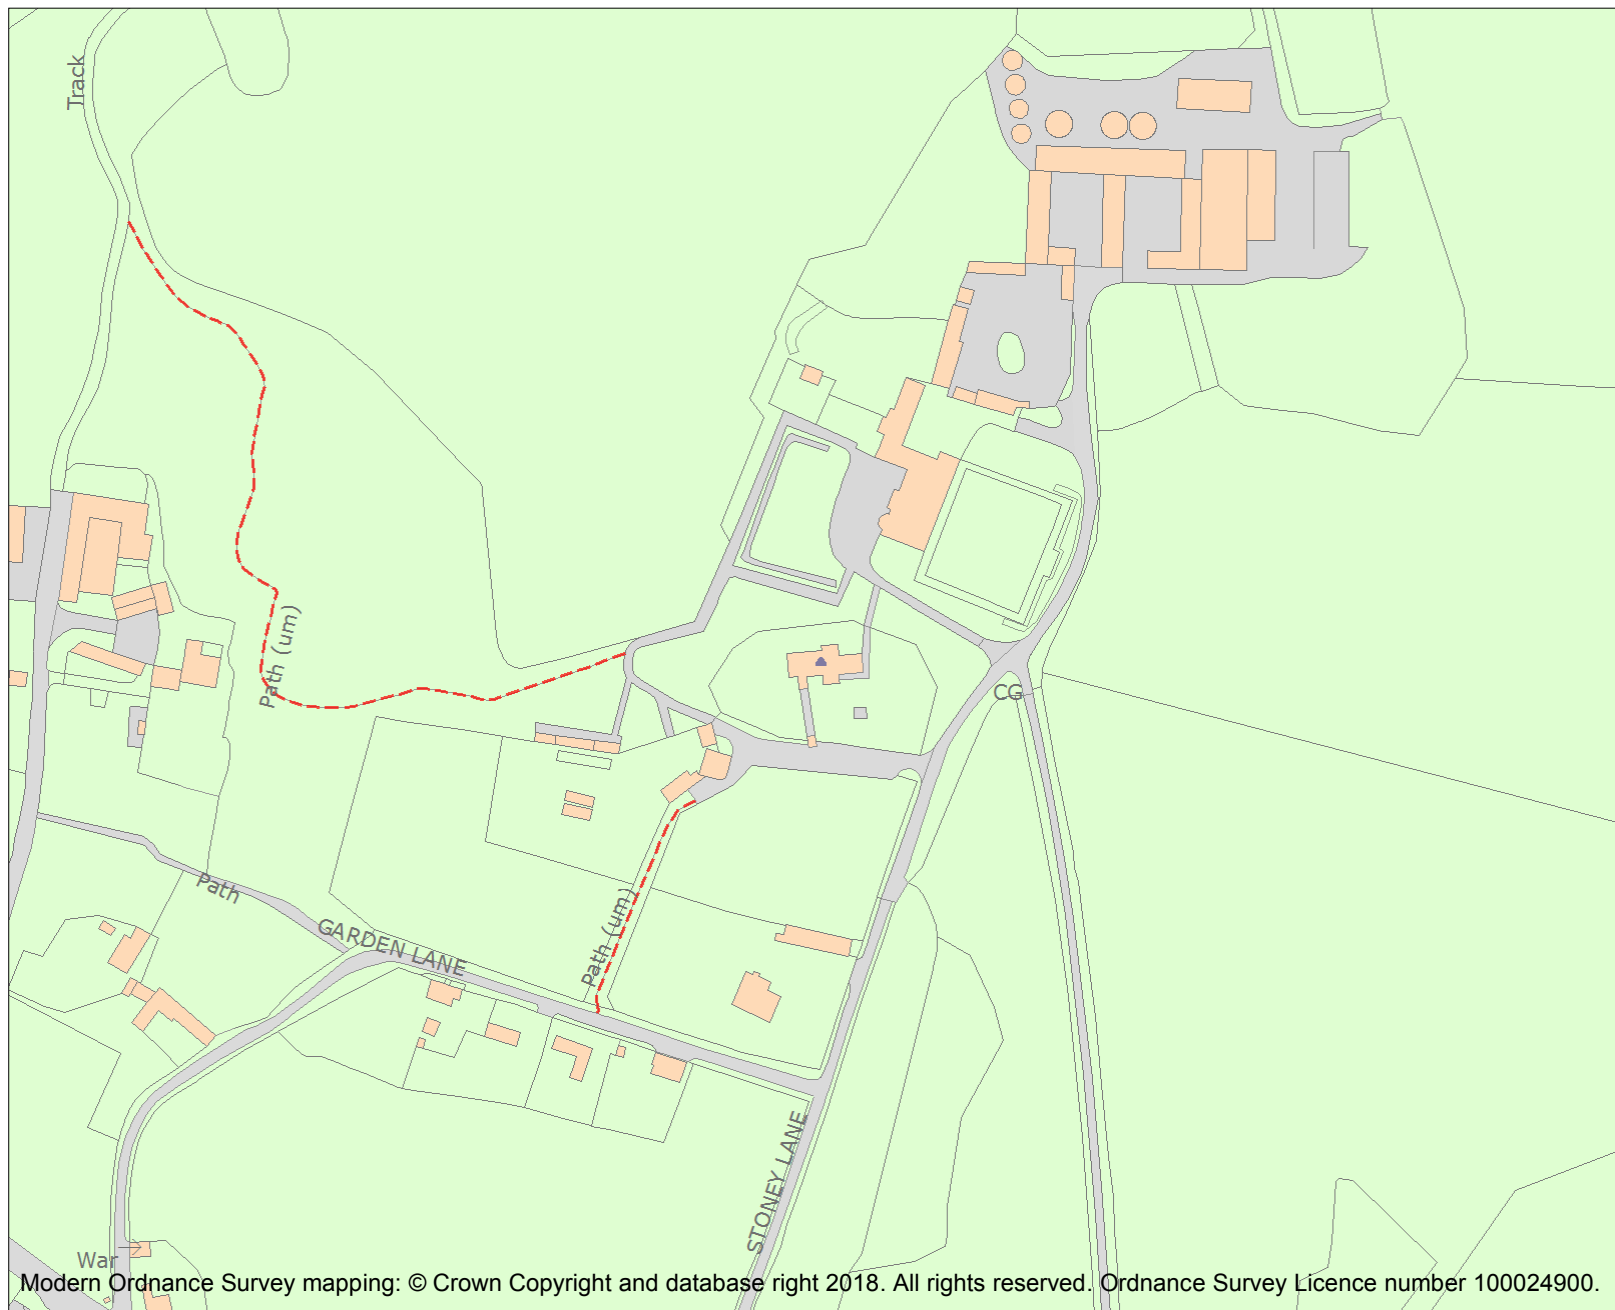 Track
Path (um)
CG
Path
GARDEN LANE
Path (um)
STONEY LANE
War
Modern Ordnance Survey mapping: © Crown Copyright and database right 2018. All rights reserved. Ordnance Survey Licence number 100024900.